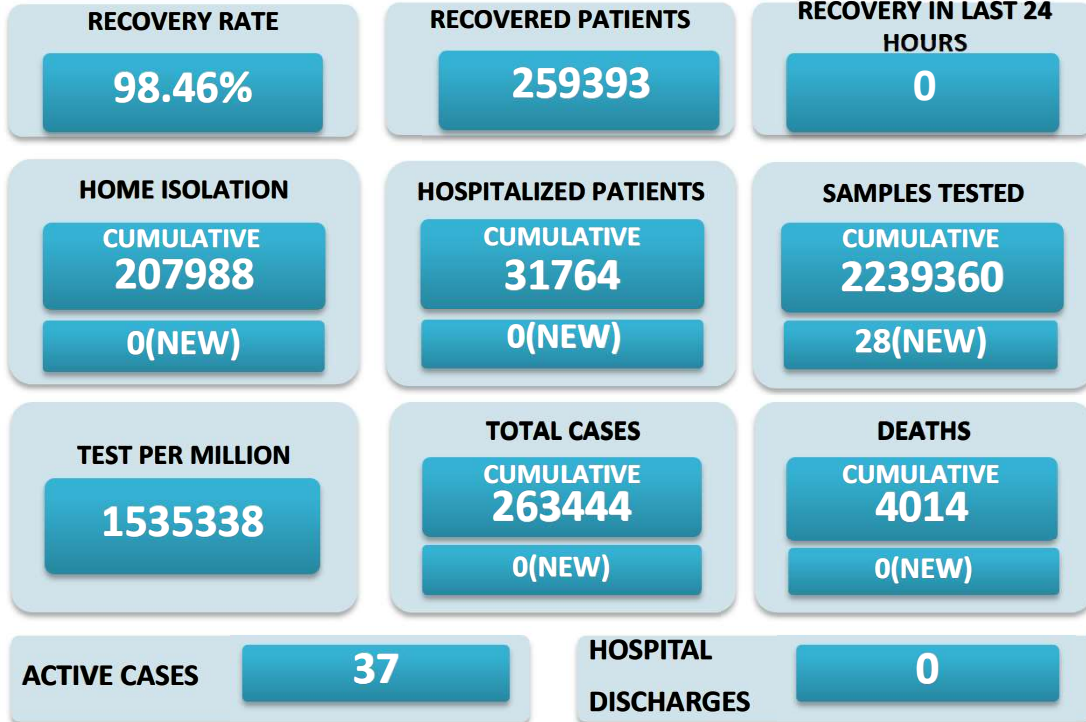 RECOVERY RATE
98.46%
RECOVERED PATIENTS
259393
RECOVERY IN LAST 24
HOURS
0
HOME ISOLATION
CUMULATIVE
207988
0(NEW)
HOSPITALIZED PATIENTS
CUMULATIVE
31764
0(NEW)
SAMPLES TESTED
CUMULATIVE
2239360
28(NEW)
TEST PER MILLION
1535338
TOTAL CASES
CUMULATIVE
263444
0(NEW)
DEATHS
CUMULATIVE
4014
0(NEW)
ACTIVE CASES
37
HOSPITAL
DISCHARGES
0